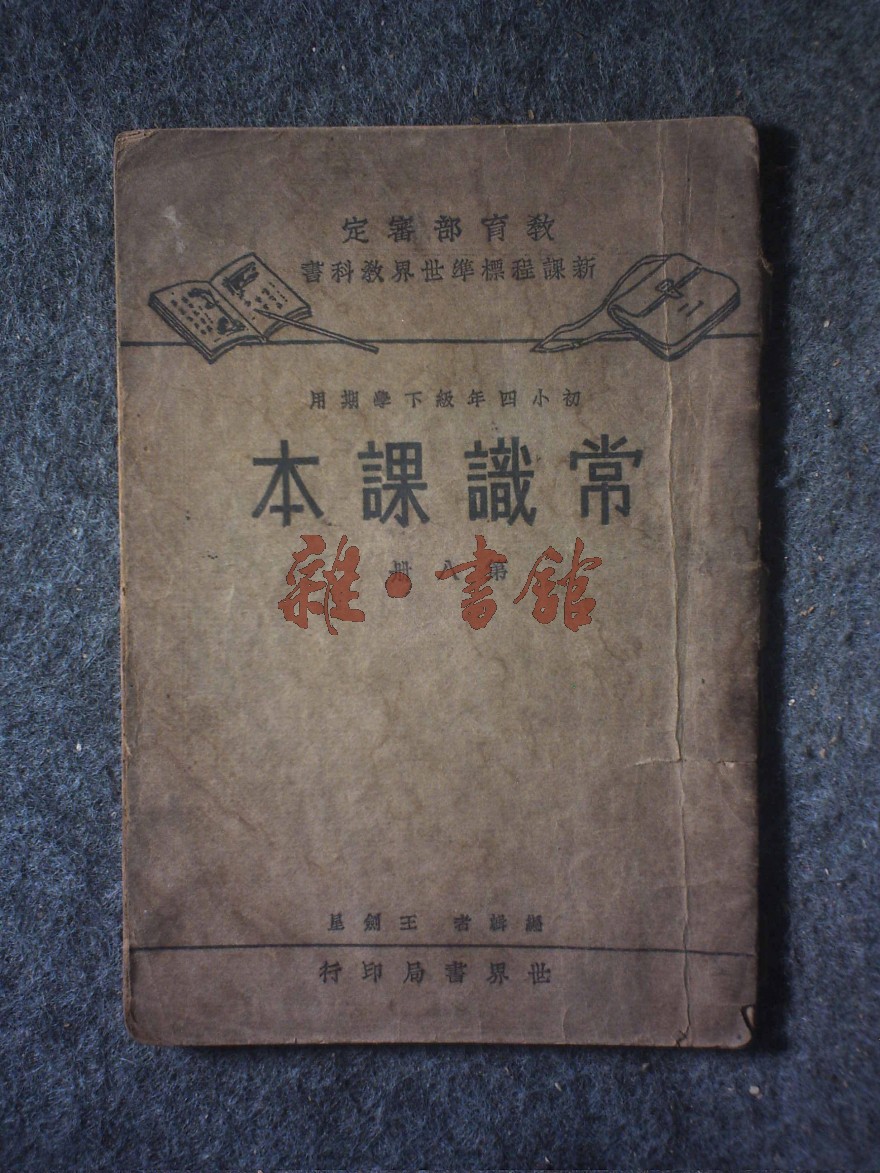 教育部審定
新課程標準世界教科書
初小四年級下學期用
常識課本
第八册
雜·書館
編輯者 王劍星
世界書局印行